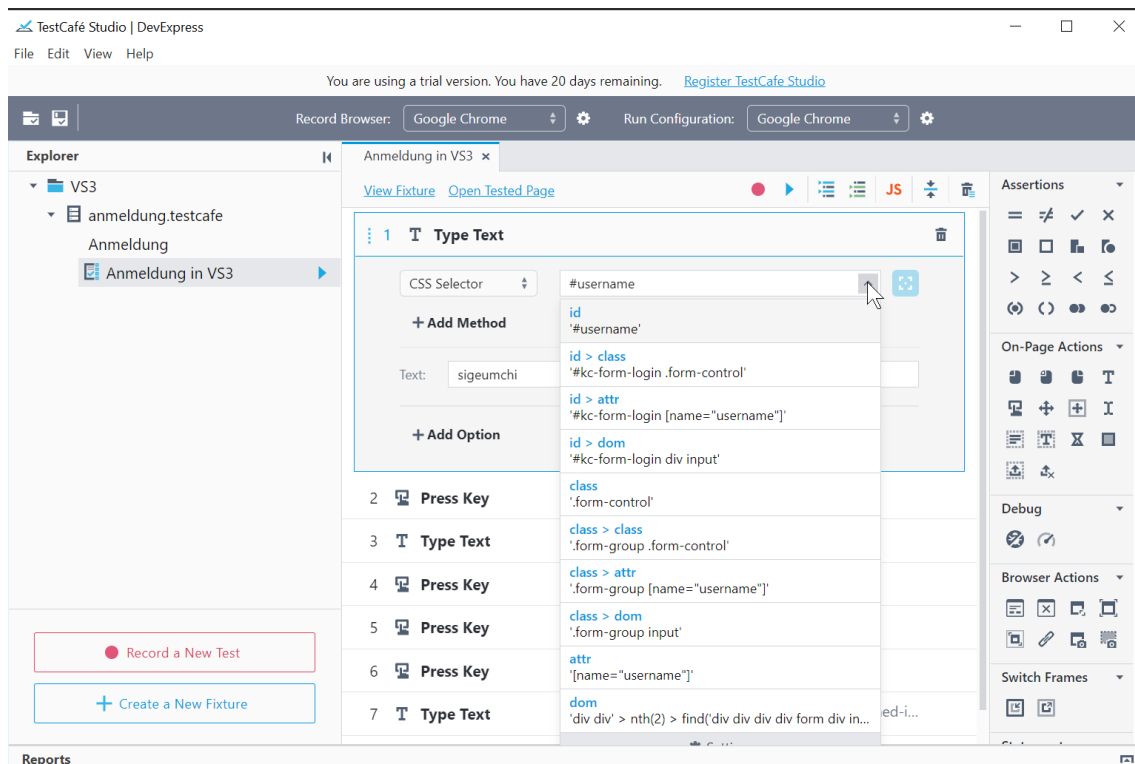 TestCafé Studio | DevExpress
File Edit View Help
You are using a trial version. You have 20 days remaining. Register TestCafe Studio
Record Browser: Google Chrome Run Configuration: Google Chrome
Explorer
VS3
anmeldung.testcafe
Anmeldung
Anmeldung in VS3
Record a New Test
Create a New Fixture
Anmeldung in VS3 ×
View Fixture Open Tested Page
JS
1 T Type Text
CSS Selector #username
+ Add Method
Text: sigeumchi
+ Add Option
id
'#username'
id > class
'#kc-form-login .form-control'
id > attr
'#kc-form-login [name="username"]'
id > dom
'#kc-form-login div input'
class
'.form-control'
class > class
'.form-group .form-control'
class > attr
'.form-group [name="username"]'
class > dom
'.form-group input'
attr
'[name="username"]'
dom
'div div' > nth(2) > find('div div div div form div in...
2 Press Key
3 T Type Text
4 Press Key
5 Press Key
6 Press Key
7 T Type Text ed-i...
Assertions
On-Page Actions
Debug
Browser Actions
Switch Frames
Reports